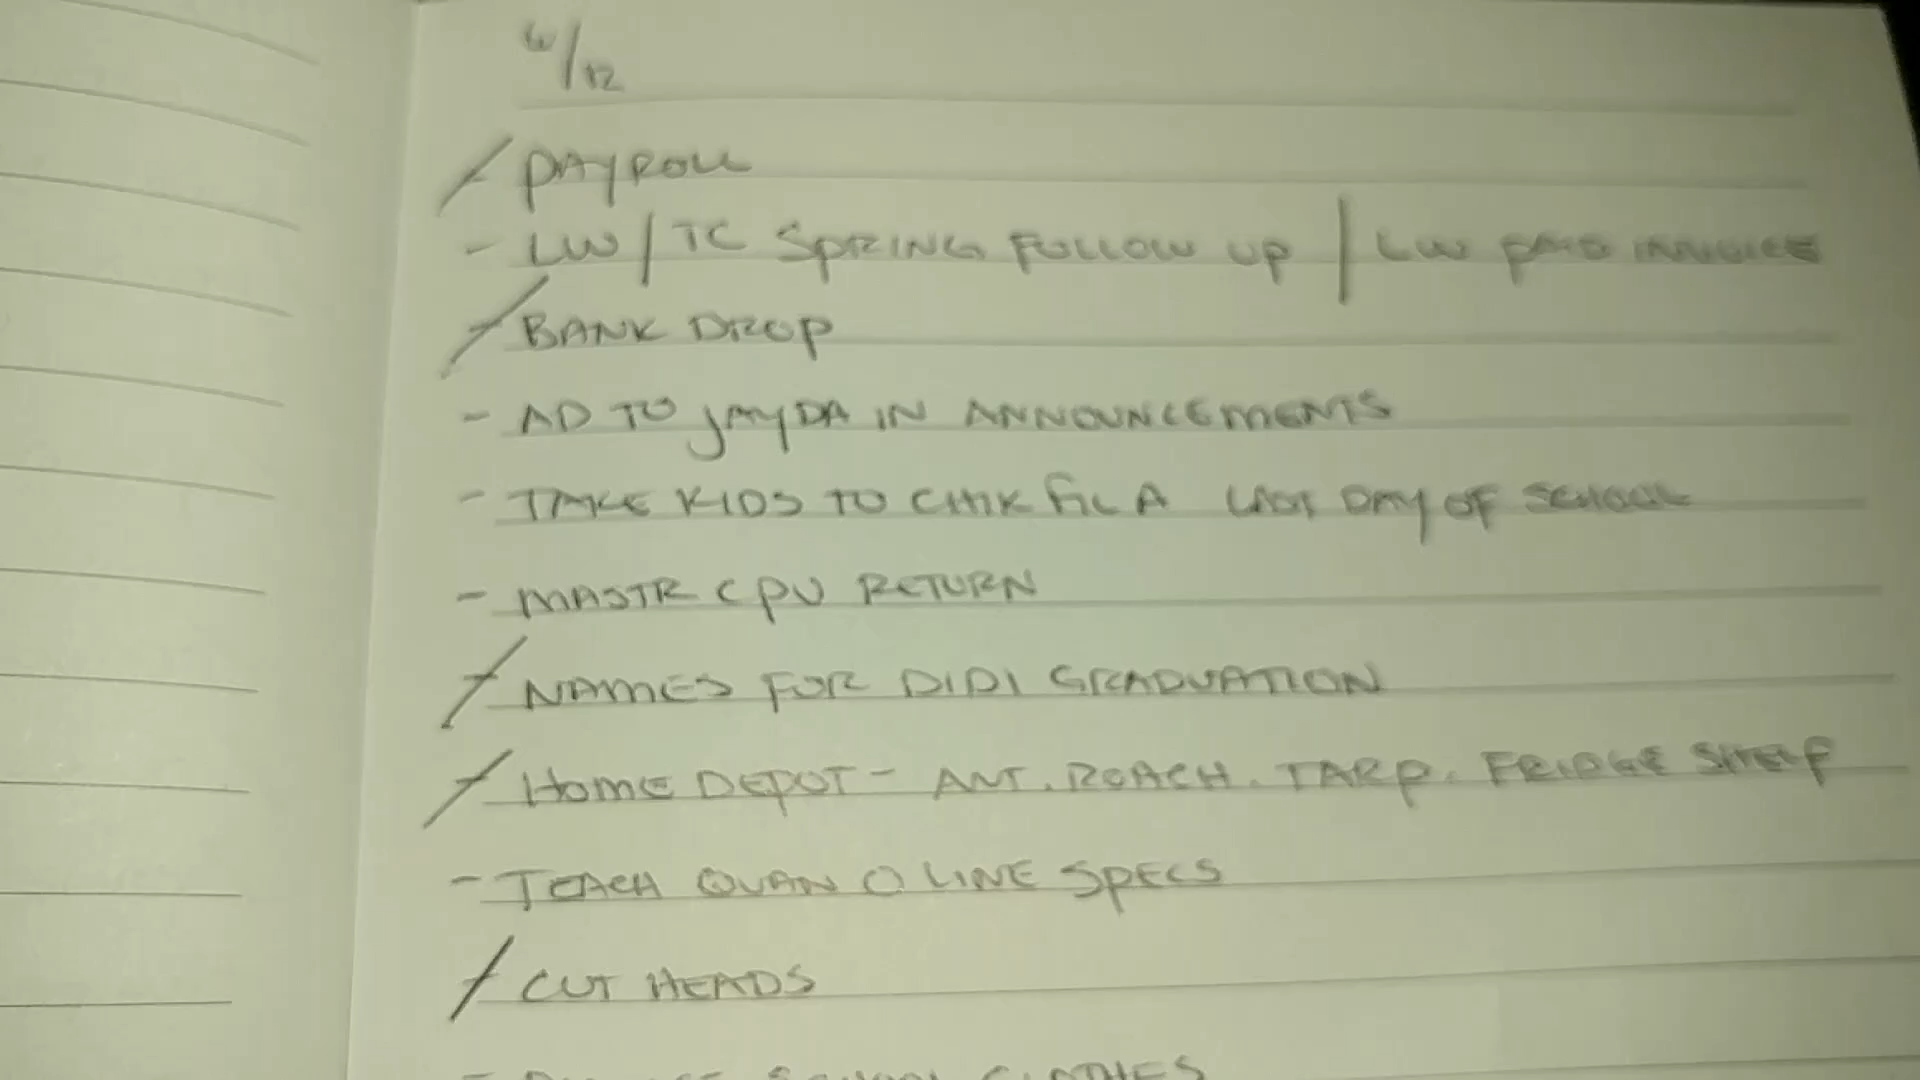 6/12
PAYROLL
- LW / TC SPRING FOLLOW UP | LW PAID INVOICE
BANK DROP
- AD TO JAYDA IN ANNOUNCEMENTS
- TAKE KIDS TO CHIK FIL A LAST DAY OF SCHOOL
- MASTR CPU RETURN
NAMES FOR DIDI GRADUATION
HOME DEPOT - ANT. ROACH. TARP. FRIDGE SHELF
- TEACH QUAN O LINE SPECS
CUT HEADS
- SCHOOL CLOTHES